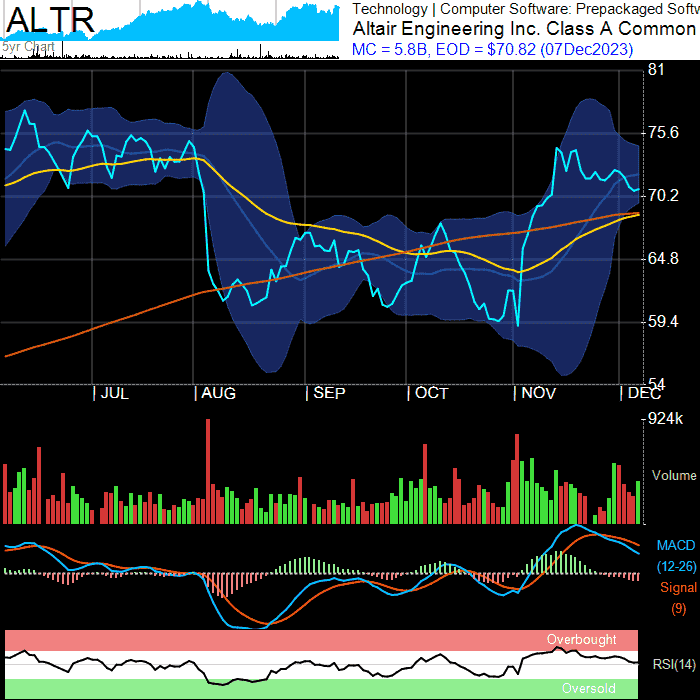 ALTR
5yr Chart
Technology | Computer Software: Prepackaged Softw
Altair Engineering Inc. Class A Common
MC = 5.8B, EOD = $70.82 (07Dec2023)
81
75.6
70.2
64.8
59.4
54
| JUL | AUG | SEP | OCT | NOV | DEC
924k
Volume
MACD
(12-26)
Signal
(9)
Overbought
RSI(14)
Oversold